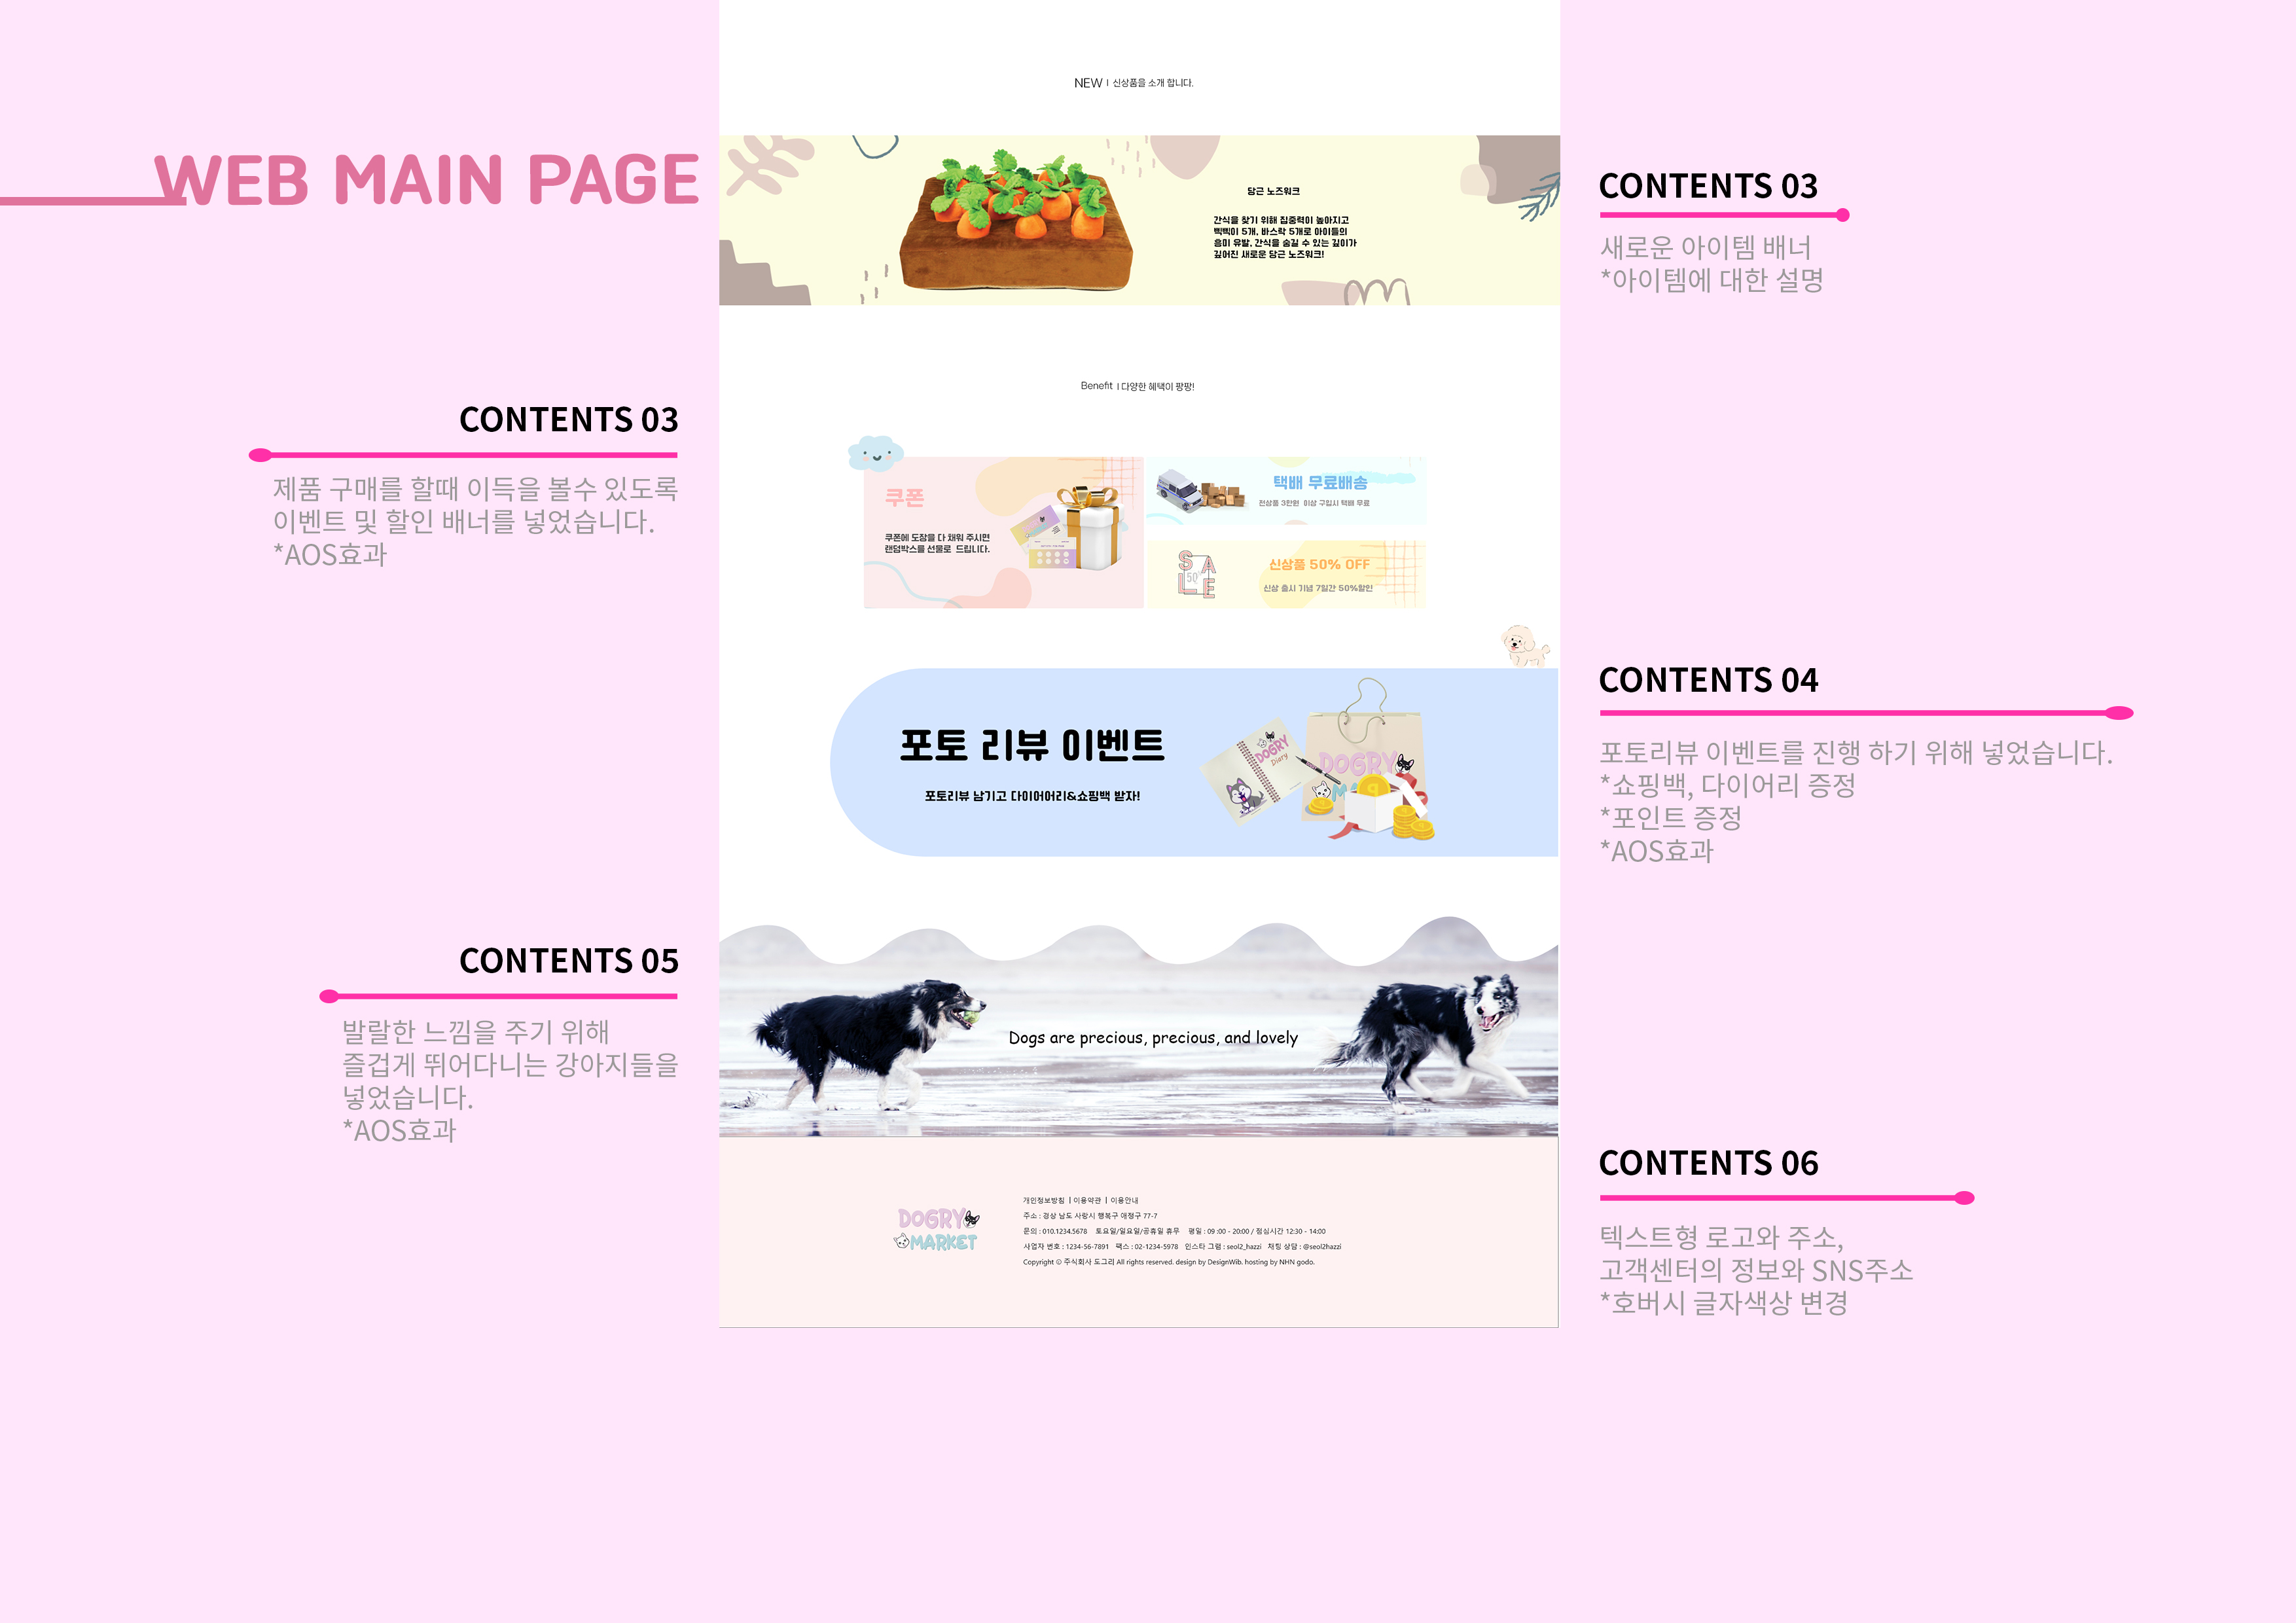 WEB MAIN PAGE
NEW | 신상품을 소개 합니다.
당근 노즈워크
간식을 찾기 위해 집중력이 높아지고
삑삑이 5개, 바스락 5개로 아이들의
흥미 유발, 간식을 숨길 수 있는 깊이가
깊어진 새로운 당근 노즈워크!
CONTENTS 03
새로운 아이템 배너
*아이템에 대한 설명
CONTENTS 03
제품 구매를 할때 이득을 볼수 있도록
이벤트 및 할인 배너를 넣었습니다.
*AOS효과
Benefit | 다양한 혜택이 팡팡!
쿠폰
쿠폰에 도장을 다 채워 주시면
랜덤박스를 선물로 드립니다.
택배 무료배송
전상품 3만원 이상 구입시 택배 무료
SALE
50%
신상품 50% OFF
신상 출시 기념 7일간 50%할인
포토 리뷰 이벤트
포토리뷰 남기고 다이어어리&쇼핑백 받자!
DOGRY
Diary
DOGRY
CONTENTS 04
포토리뷰 이벤트를 진행 하기 위해 넣었습니다.
*쇼핑백, 다이어리 증정
*포인트 증정
*AOS효과
CONTENTS 05
발랄한 느낌을 주기 위해
즐겁게 뛰어다니는 강아지들을
넣었습니다.
*AOS효과
Dogs are precious, precious, and lovely
DOGRY
MARKET
개인정보방침 | 이용약관 | 이용안내
주소 : 경상 남도 사랑시 행복구 애정구 77-7
문의 : 010.1234.5678 토요일/일요일/공휴일 휴무 평일 : 09 :00 - 20:00 / 점심시간 12:30 - 14:00
사업자 번호 : 1234-56-7891 팩스 : 02-1234-5978 인스타 그램 : seol2_hazzi 채팅 상담 : @seol2hazzi
Copyright © 주식회사 도그리 All rights reserved. design by DesignWib. hosting by NHN godo.
CONTENTS 06
텍스트형 로고와 주소,
고객센터의 정보와 SNS주소
*호버시 글자색상 변경